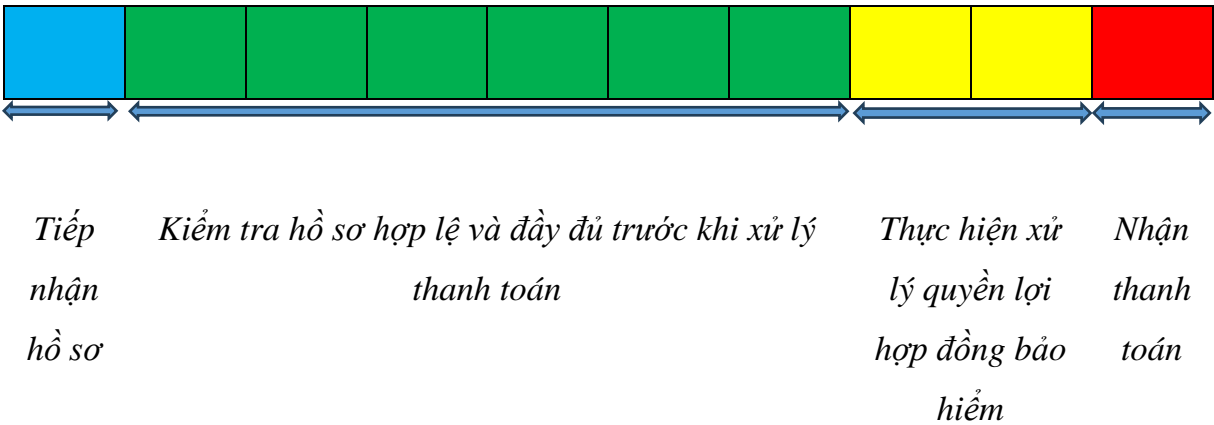 Tiếp
nhận
hồ sơ
Kiểm tra hồ sơ hợp lệ và đầy đủ trước khi xử lý
thanh toán
Thực hiện xử
lý quyền lợi
hợp đồng bảo
hiểm
Nhận
thanh
toán